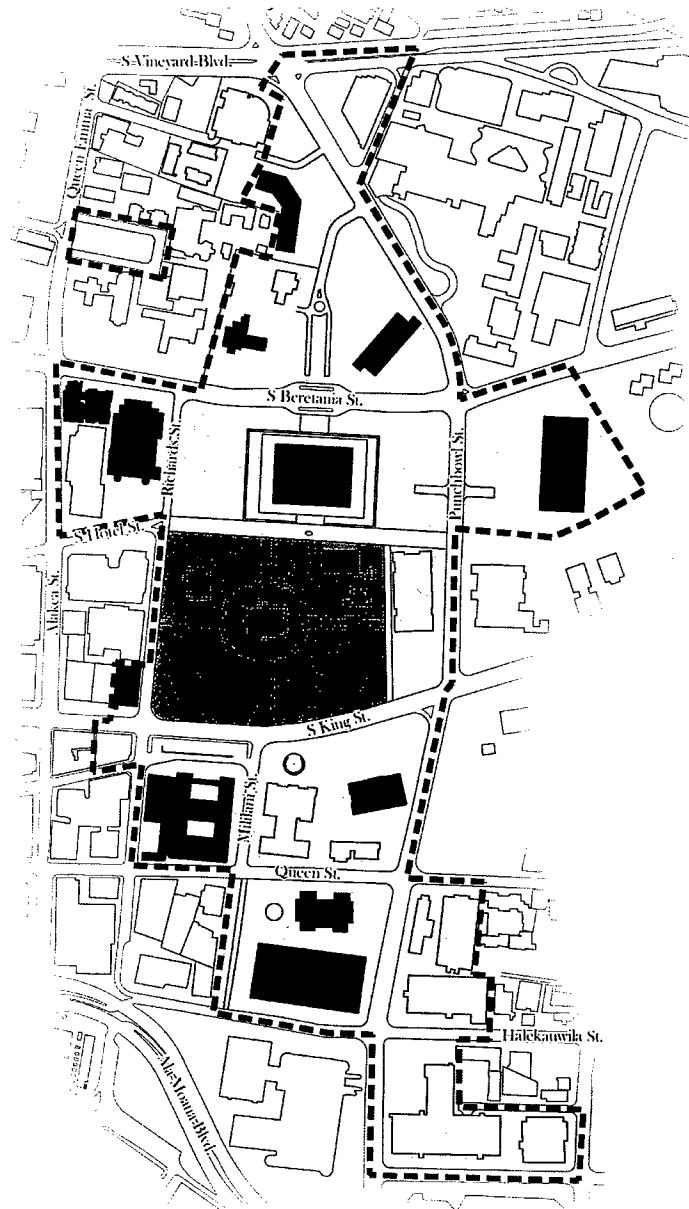 S Vineyard Blvd.
Queen Emma St.
S Beretania St.
Richards St.
Punchbowl St.
S Hotel St.
Alakea St.
S King St.
Mililani St.
Queen St.
Halekauwila St.
Ala Moana Blvd.